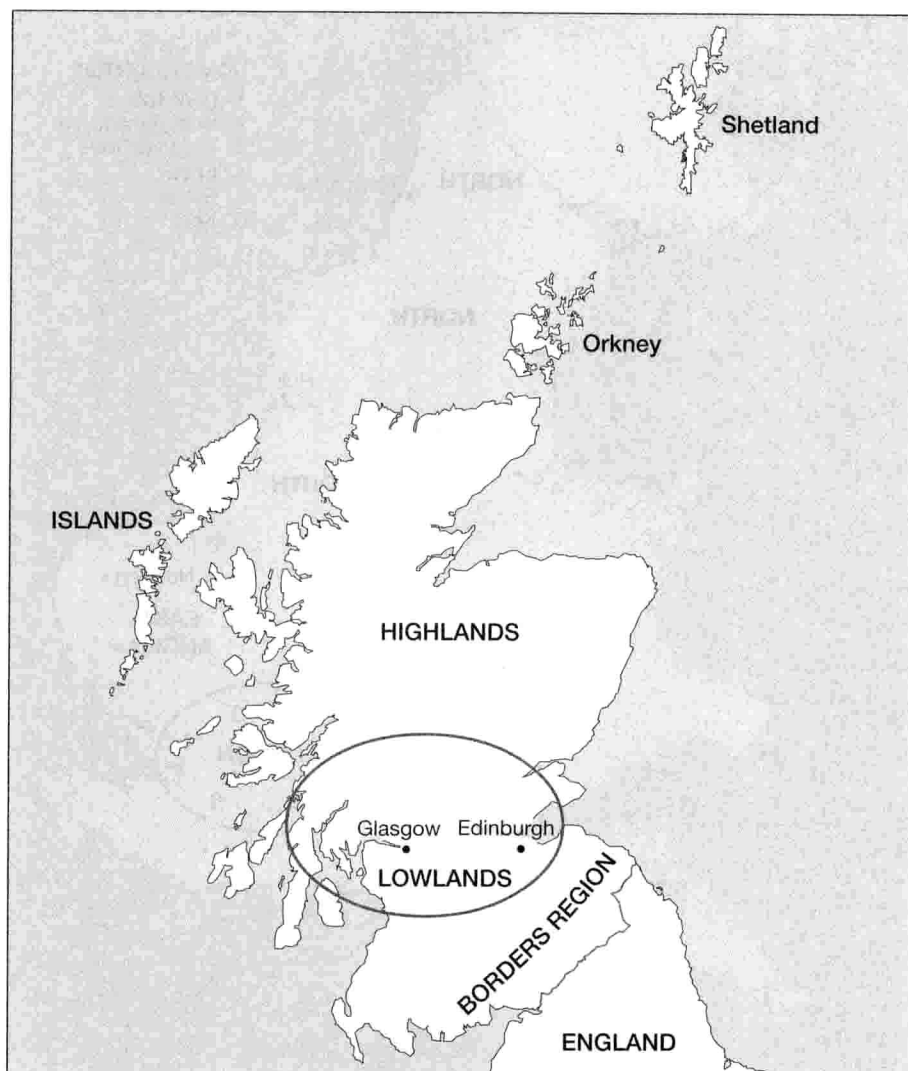 Shetland
Orkney
ISLANDS
HIGHLANDS
Glasgow
Edinburgh
LOWLANDS
BORDERS REGION
ENGLAND